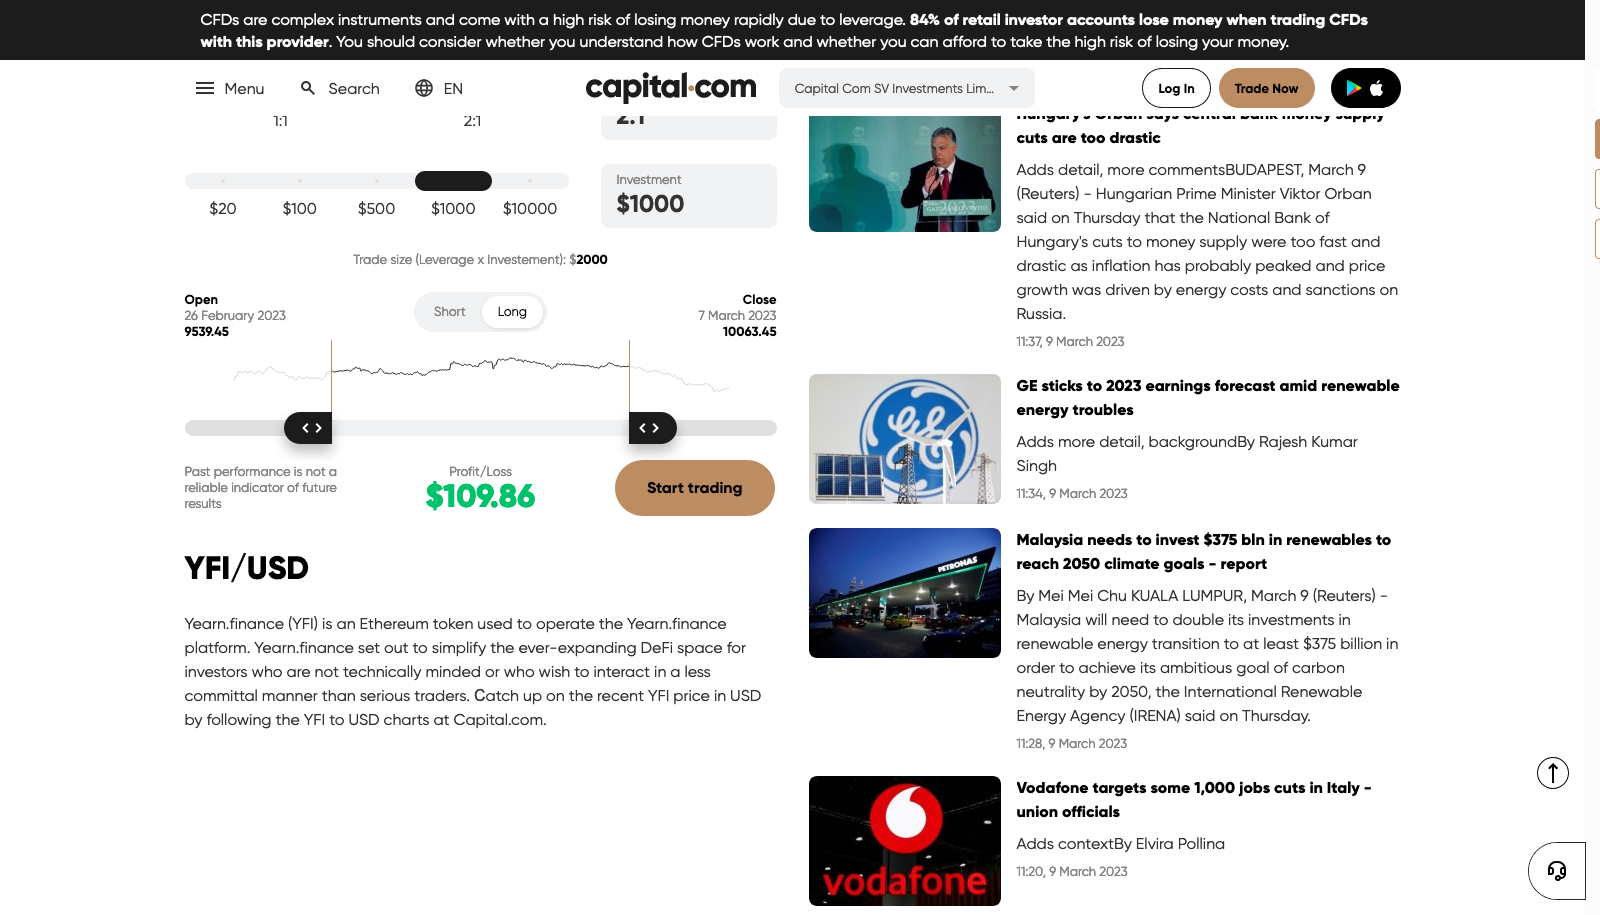 CFDs are complex instruments and come with a high risk of losing money rapidly due to leverage. 84% of retail investor accounts lose money when trading CFDs
with this provider. You should consider whether you understand how CFDs work and whether you can afford to take the high risk of losing your money.
Menu
Search
EN
capital.com
Capital Com SV Investments Lim...
Log In
Trade Now
1:1
2:1
2:1
$20
$100
$500
$1000
$10000
Investment
$1000
Trade size (Leverage x Investement): $2000
Open
26 February 2023
9539.45
Short
Long
Close
7 March 2023
10063.45
Past performance is not a
reliable indicator of future
results
Profit/Loss
$109.86
Start trading
YFI/USD
Yearn.finance (YFI) is an Ethereum token used to operate the Yearn.finance
platform. Yearn.finance set out to simplify the ever-expanding DeFi space for
investors who are not technically minded or who wish to interact in a less
committal manner than serious traders. Catch up on the recent YFI price in USD
by following the YFI to USD charts at Capital.com.
Hungary's Orban says central bank money supply
cuts are too drastic
Adds detail, more commentsBUDAPEST, March 9
(Reuters) - Hungarian Prime Minister Viktor Orban
said on Thursday that the National Bank of
Hungary's cuts to money supply were too fast and
drastic as inflation has probably peaked and price
growth was driven by energy costs and sanctions on
Russia.
11:37, 9 March 2023
GE sticks to 2023 earnings forecast amid renewable
energy troubles
Adds more detail, backgroundBy Rajesh Kumar
Singh
11:34, 9 March 2023
PETRONAS
Malaysia needs to invest $375 bln in renewables to
reach 2050 climate goals - report
By Mei Mei Chu KUALA LUMPUR, March 9 (Reuters) -
Malaysia will need to double its investments in
renewable energy transition to at least $375 billion in
order to achieve its ambitious goal of carbon
neutrality by 2050, the International Renewable
Energy Agency (IRENA) said on Thursday.
11:28, 9 March 2023
vodafone
Vodafone targets some 1,000 jobs cuts in Italy -
union officials
Adds contextBy Elvira Pollina
11:20, 9 March 2023